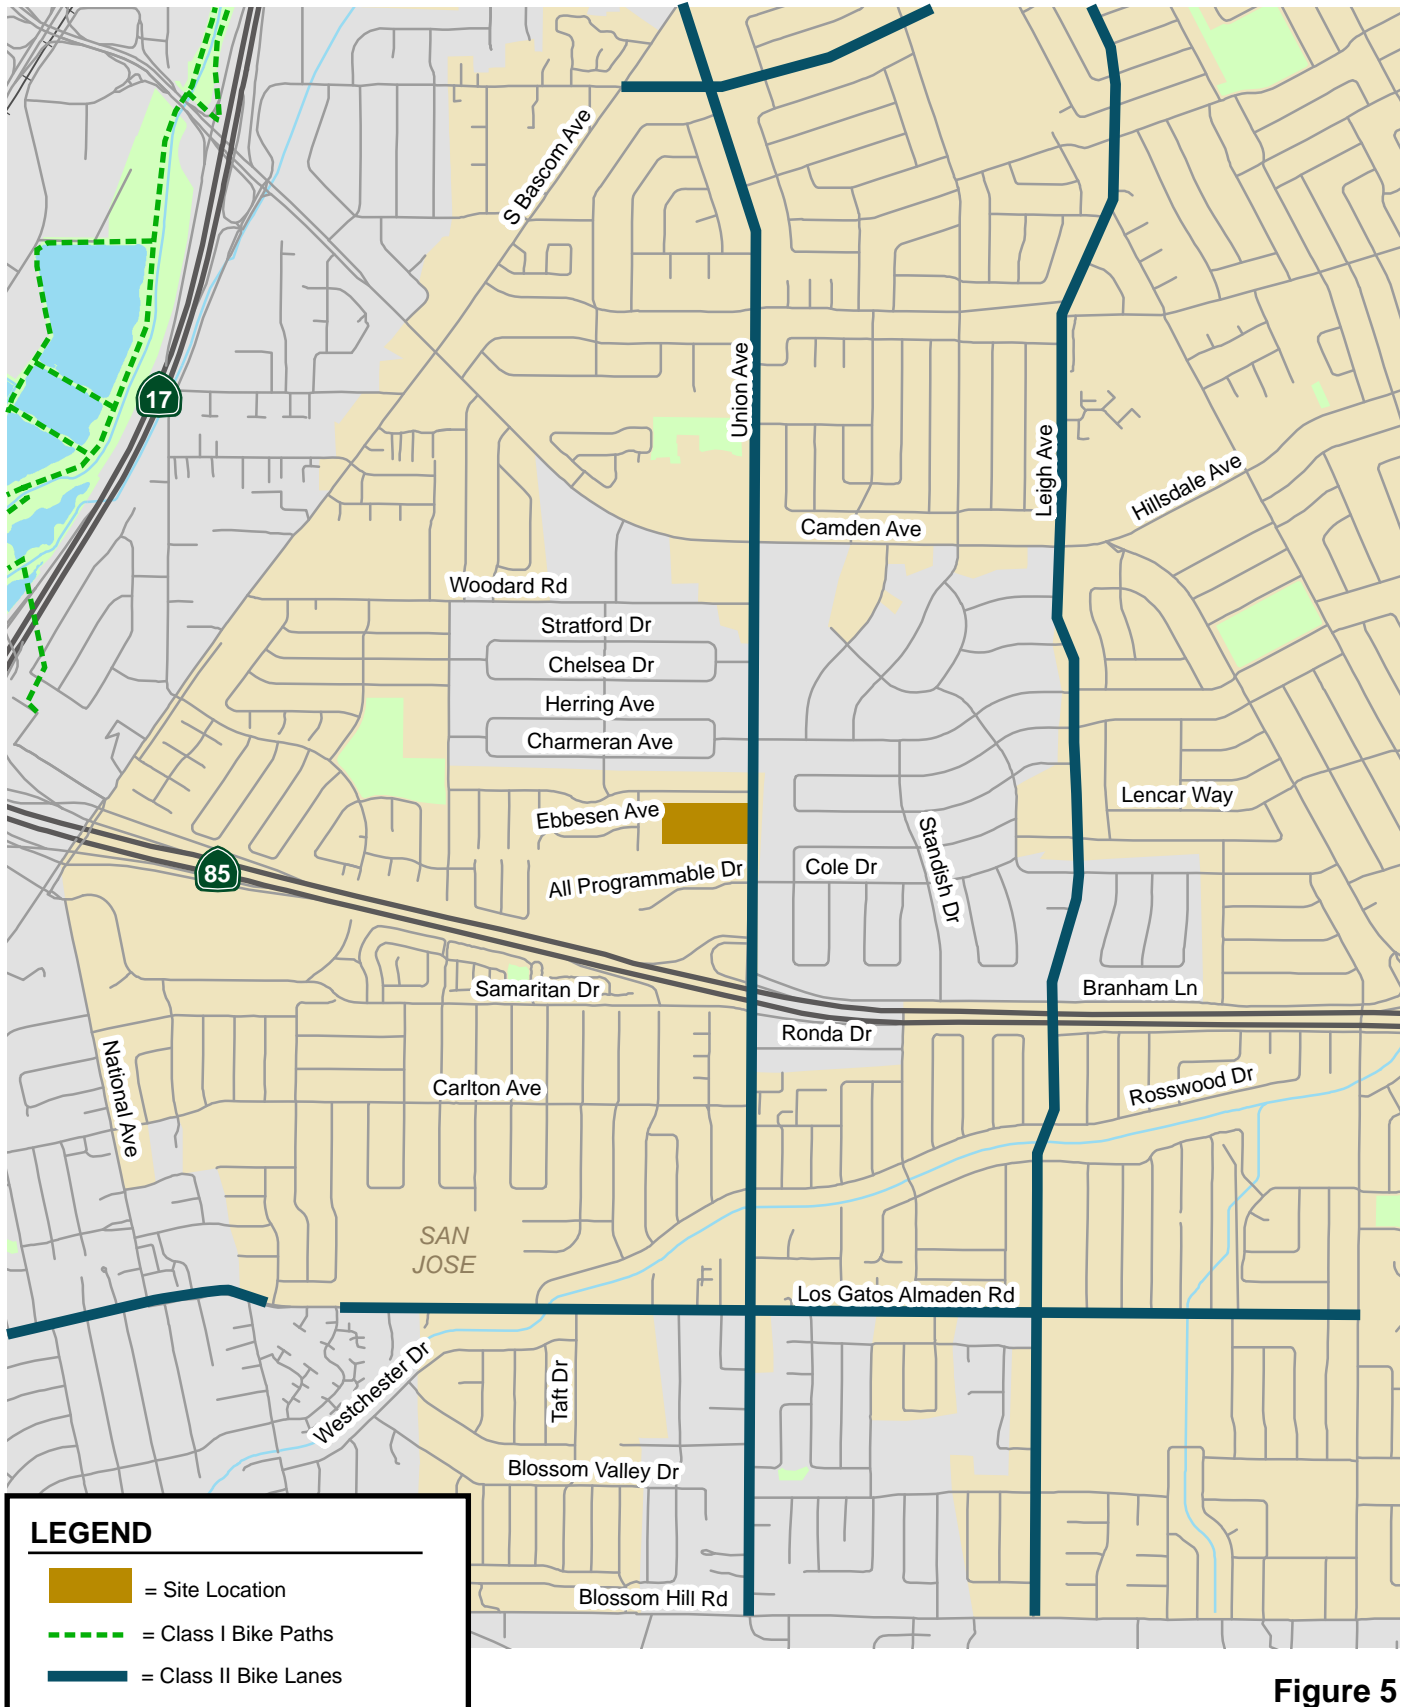 S Bascom Ave
17
Union Ave
Leigh Ave
Hillsdale Ave
Camden Ave
Woodard Rd
Stratford Dr
Chelsea Dr
Herring Ave
Charmeran Ave
Ebbesen Ave
Lencar Way
Standish Dr
85
All Programmable Dr
Cole Dr
Samaritan Dr
Branham Ln
Ronda Dr
National Ave
Carlton Ave
Rosswood Dr
SAN
JOSE
Los Gatos Almaden Rd
Westchester Dr
Taft Dr
Blossom Valley Dr
Blossom Hill Rd
LEGEND
= Site Location
= Class I Bike Paths
= Class II Bike Lanes
Figure 5